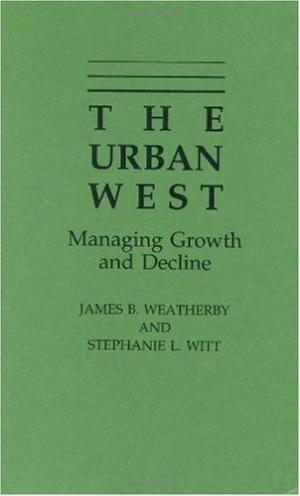 THE
URBAN
WEST
Managing Growth
and Decline
JAMES B. WEATHERBY
AND
STEPHANIE L. WITT